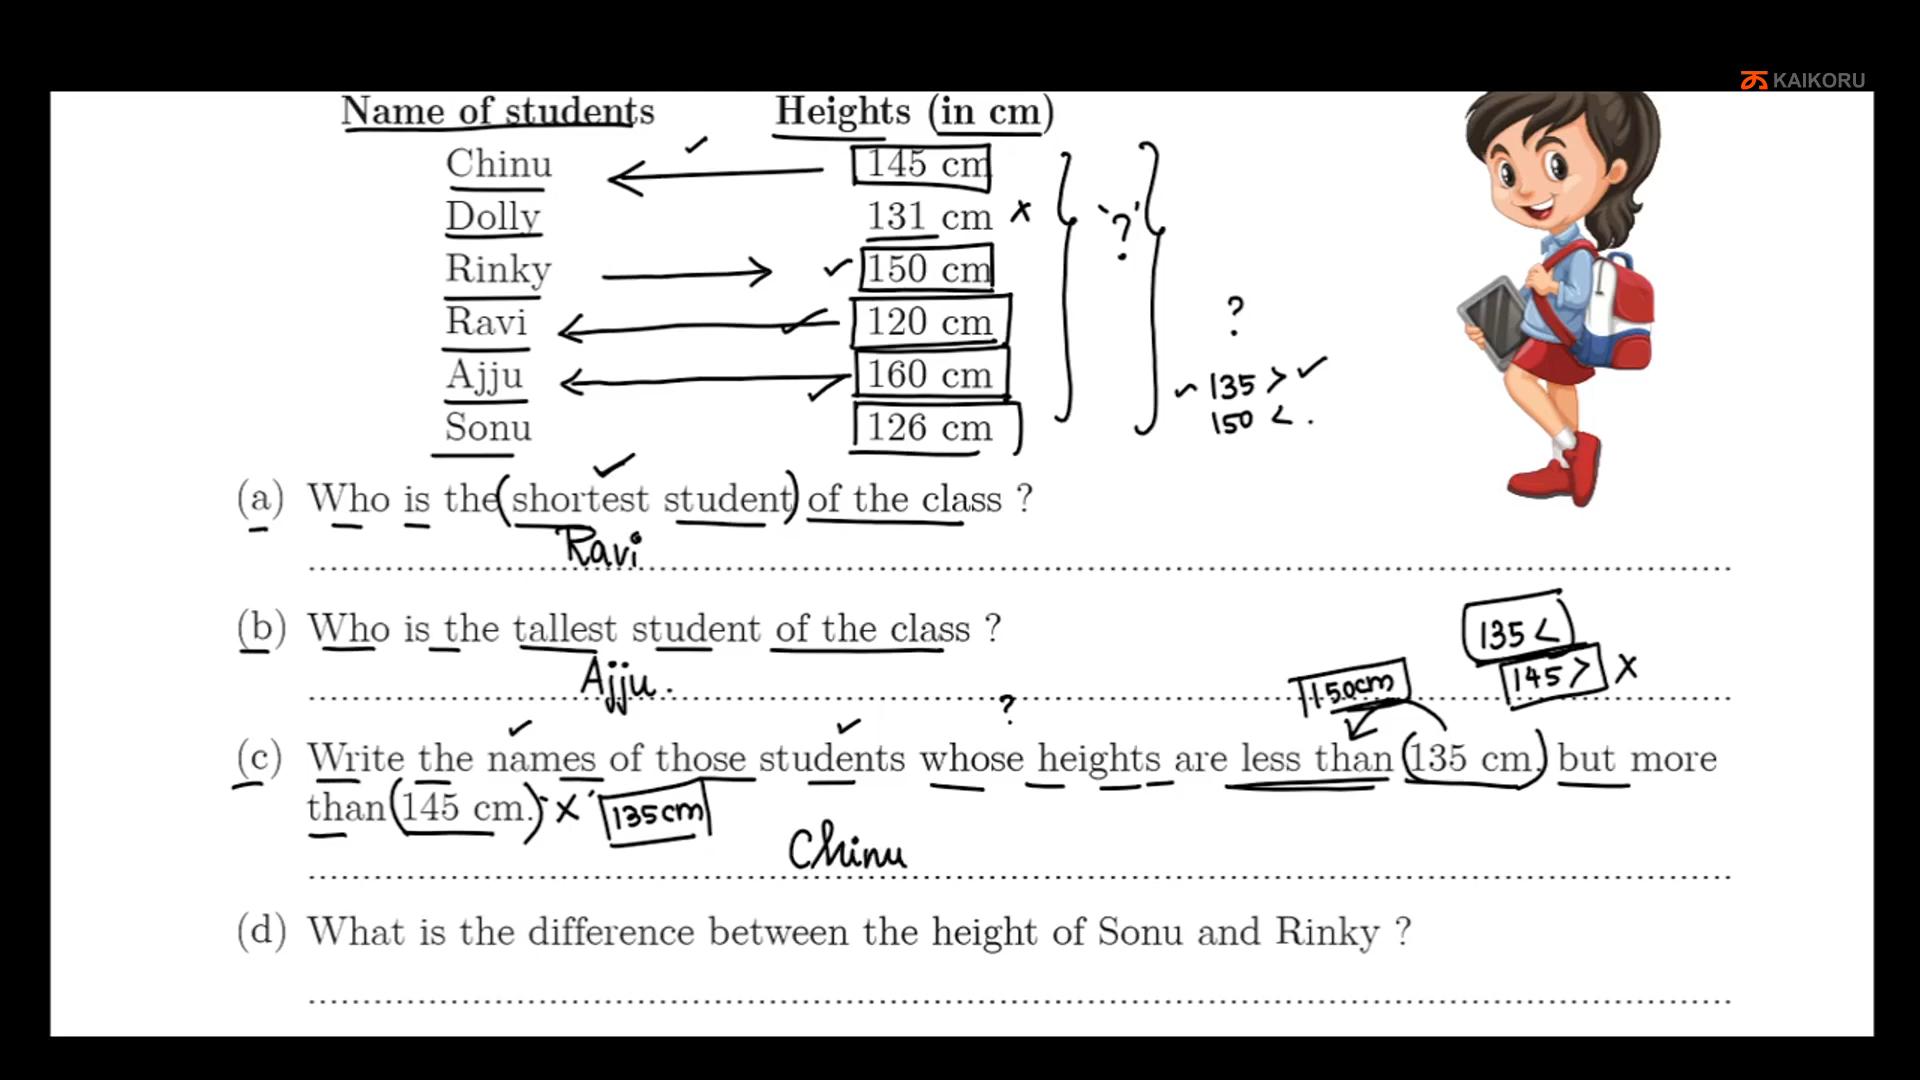 KAIKORU
Name of students Heights (in cm)
Chinu 145 cm
Dolly 131 cm x
Rinky 150 cm
Ravi 120 cm
Ajju 160 cm
Sonu 126 cm
?
?
135 >
150 < .
(a) Who is the (shortest student) of the class ?
Ravi
(b) Who is the tallest student of the class ?
Ajju.
135 <
145 > x
150cm
?
(c) Write the names of those students whose heights are less than (135 cm.) but more
than (145 cm.) x 135cm
Chinu
(d) What is the difference between the height of Sonu and Rinky ?